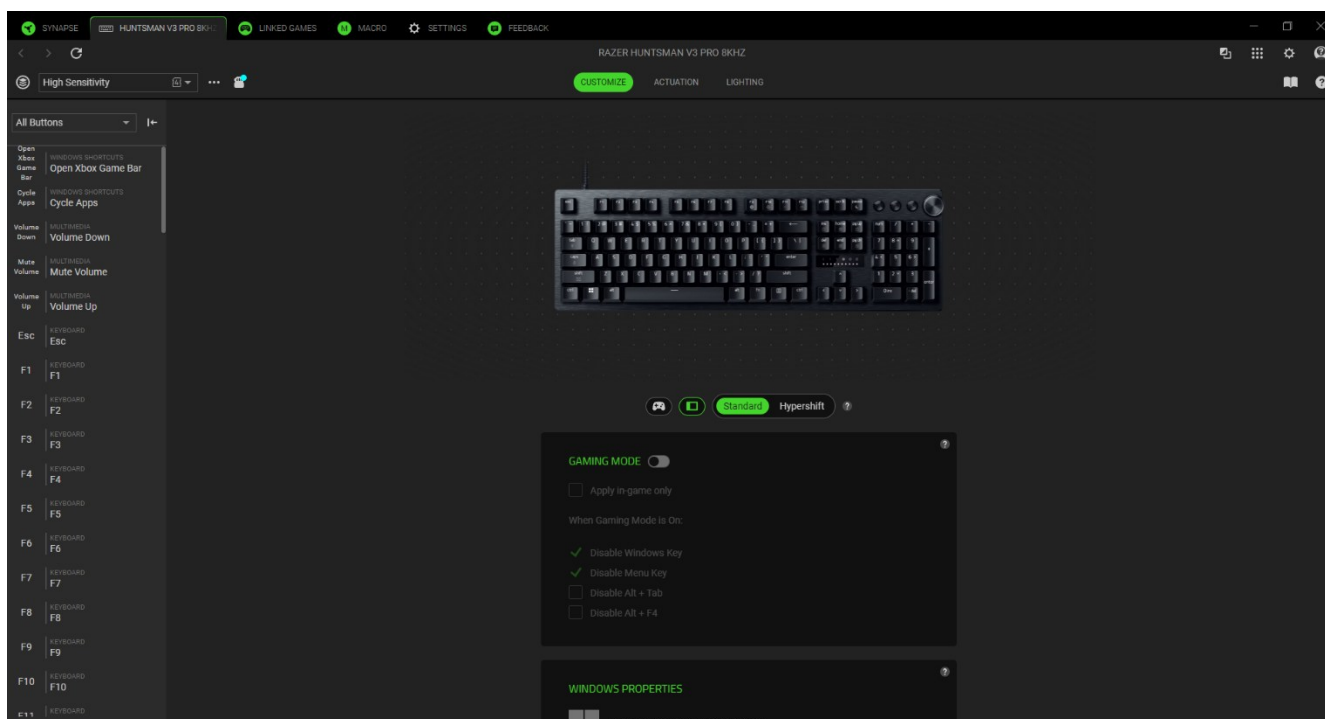 SYNAPSE
HUNTSMAN V3 PRO 8KHZ
LINKED GAMES
MACRO
SETTINGS
FEEDBACK
RAZER HUNTSMAN V3 PRO 8KHZ
High Sensitivity
CUSTOMIZE
ACTUATION
LIGHTING
All Buttons
Open Xbox Game Bar
WINDOWS SHORTCUTS
Open Xbox Game Bar
Cycle Apps
WINDOWS SHORTCUTS
Cycle Apps
Volume Down
MULTIMEDIA
Volume Down
Mute Volume
MULTIMEDIA
Mute Volume
Volume Up
MULTIMEDIA
Volume Up
Esc
KEYBOARD
Esc
F1
KEYBOARD
F1
F2
KEYBOARD
F2
F3
KEYBOARD
F3
F4
KEYBOARD
F4
F5
KEYBOARD
F5
F6
KEYBOARD
F6
F7
KEYBOARD
F7
F8
KEYBOARD
F8
F9
KEYBOARD
F9
F10
KEYBOARD
F10
F11
KEYBOARD
Standard
Hypershift
GAMING MODE
Apply in-game only
When Gaming Mode is On:
Disable Windows Key
Disable Menu Key
Disable Alt + Tab
Disable Alt + F4
WINDOWS PROPERTIES